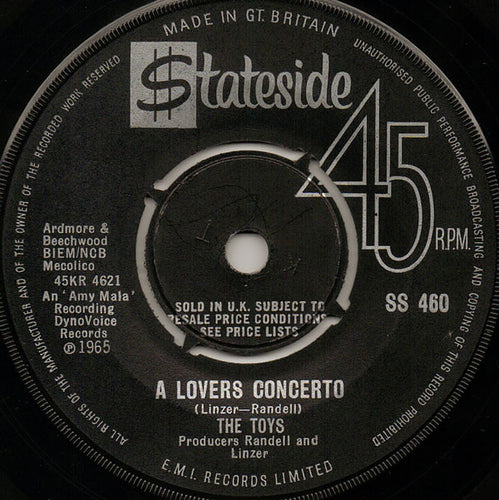 MADE IN GT. BRITAIN
UNAUTHORISED PUBLIC PERFORMANCE BROADCASTING AND COPYING OF THIS RECORD PROHIBITED
ALL RIGHTS OF THE MANUFACTURER AND OF THE OWNER OF THE RECORDED WORK RESERVED
$tateside
45 R.P.M.
Ardmore &
Beechwood
BIEM/NCB
Mecolico
45KR 4621
An 'Amy Mala'
Recording
DynoVoice
Records
℗ 1965
SS 460
SOLD IN U.K. SUBJECT TO
RESALE PRICE CONDITIONS
SEE PRICE LISTS
A LOVERS CONCERTO
(Linzer—Randell)
THE TOYS
Producers Randell and
Linzer
E.M.I. RECORDS LIMITED